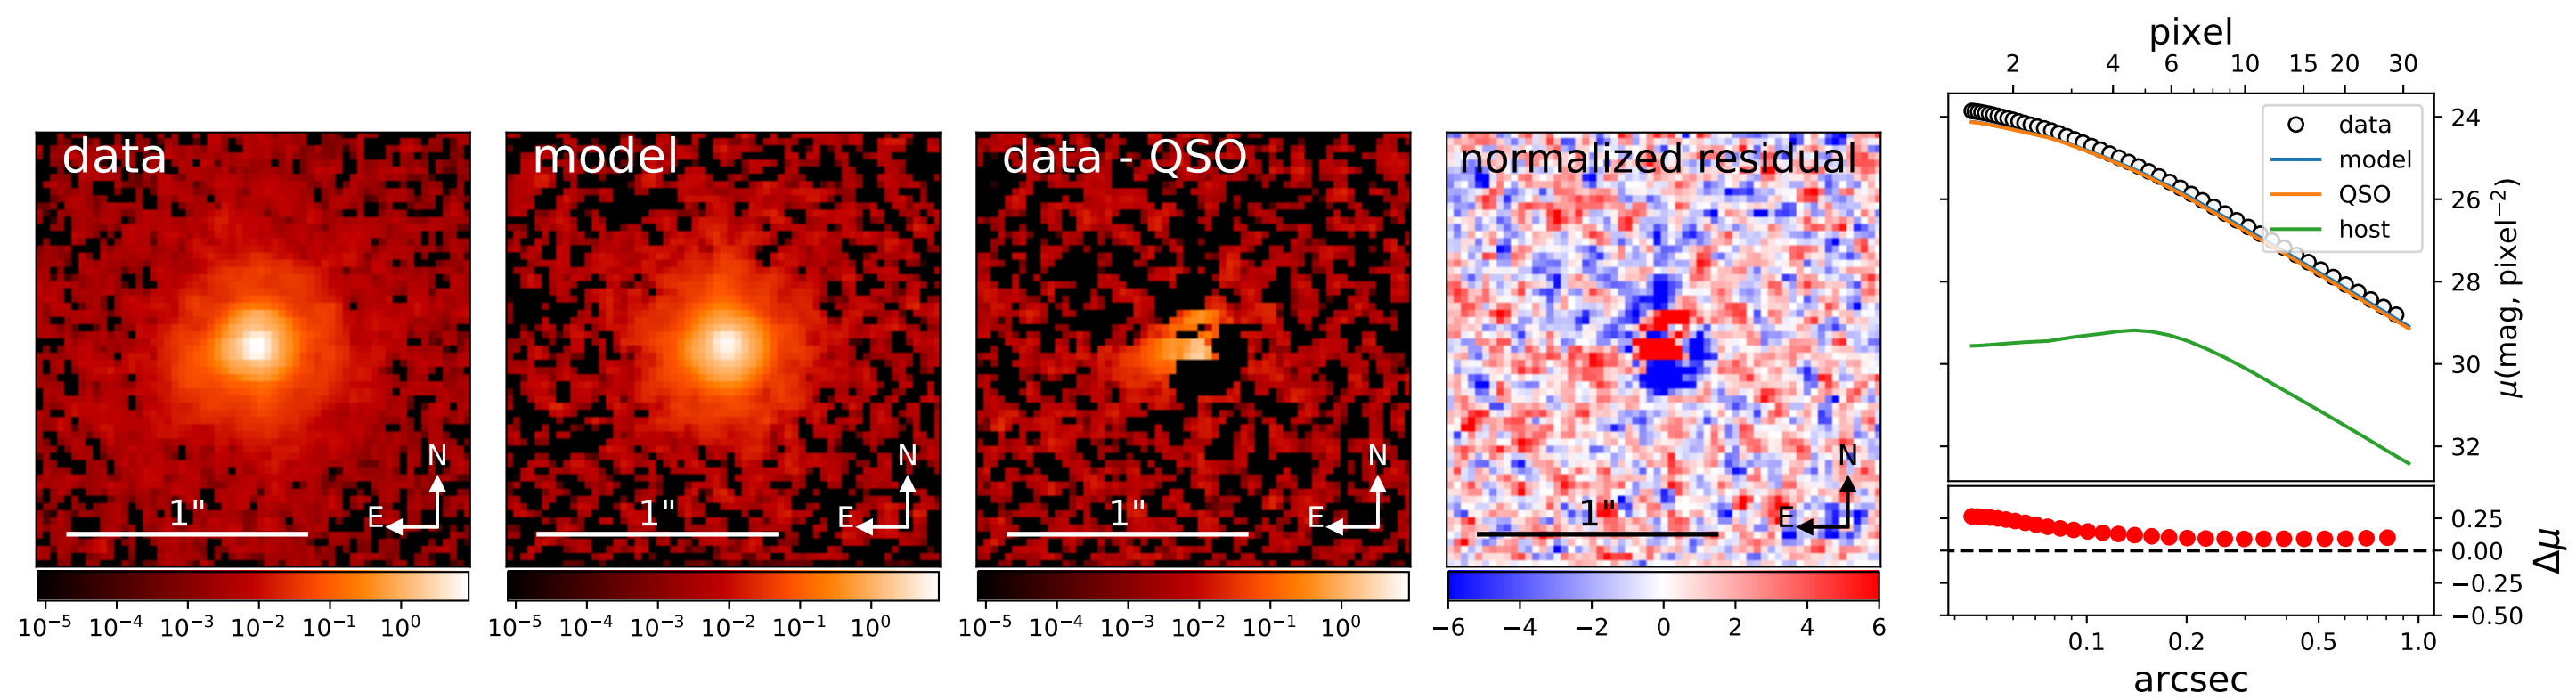 data
N
E
1"
10⁻⁵ 10⁻⁴ 10⁻³ 10⁻² 10⁻¹ 10⁰
model
N
E
1"
10⁻⁵ 10⁻⁴ 10⁻³ 10⁻² 10⁻¹ 10⁰
data - QSO
N
E
1"
10⁻⁵ 10⁻⁴ 10⁻³ 10⁻² 10⁻¹ 10⁰
normalized residual
N
E
1"
−6 −4 −2 0 2 4 6
pixel
2 4 6 10 15 20 30
data
model
QSO
host
24
26
28
30
32
μ(mag, pixel⁻²)
0.25
0.00
−0.25
−0.50
Δμ
0.1 0.2 0.5 1.0
arcsec